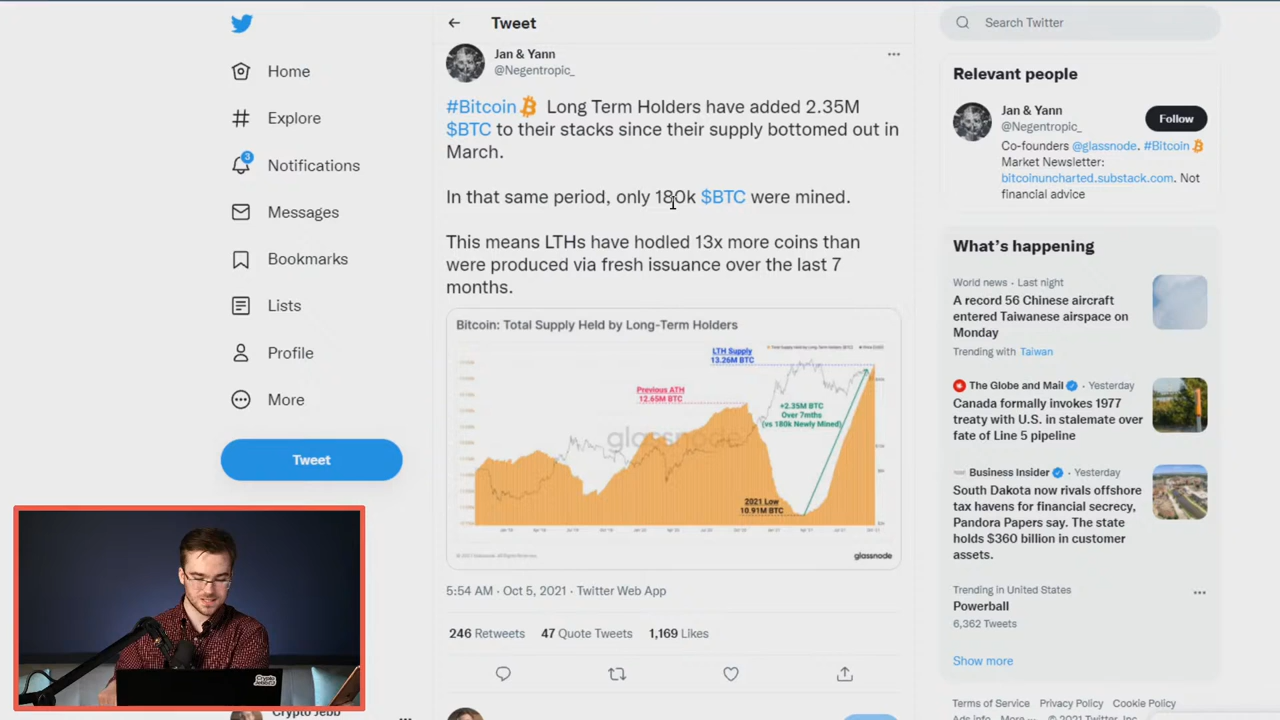 Tweet
Search Twitter
Home
Explore
3
Notifications
Messages
Bookmarks
Lists
Profile
More
Tweet
Jan & Yann
@Negentropic_
#Bitcoin Long Term Holders have added 2.35M
$BTC to their stacks since their supply bottomed out in
March.
In that same period, only 180k $BTC were mined.
This means LTHs have hodled 13x more coins than
were produced via fresh issuance over the last 7
months.
Bitcoin: Total Supply Held by Long-Term Holders
LTH Supply
13.26M BTC
Previous ATH
12.65M BTC
+2.35M BTC
Over 7mths
(vs 180k Newly Mined)
glassnode
2021 Low
10.91M BTC
glassnode
5:54 AM · Oct 5, 2021 · Twitter Web App
246 Retweets 47 Quote Tweets 1,169 Likes
Crypto Jebb
Relevant people
Jan & Yann
@Negentropic_
Follow
Co-founders @glassnode. #Bitcoin
Market Newsletter:
bitcoinuncharted.substack.com. Not
financial advice
What's happening
World news · Last night
A record 56 Chinese aircraft
entered Taiwanese airspace on
Monday
Trending with Taiwan
The Globe and Mail · Yesterday
Canada formally invokes 1977
treaty with U.S. in stalemate over
fate of Line 5 pipeline
Business Insider · Yesterday
South Dakota now rivals offshore
tax havens for financial secrecy,
Pandora Papers say. The state
holds $360 billion in customer
assets.
Trending in United States
Powerball
6,362 Tweets
Show more
Terms of Service Privacy Policy Cookie Policy
Ads info More © 2021 Twitter, Inc.